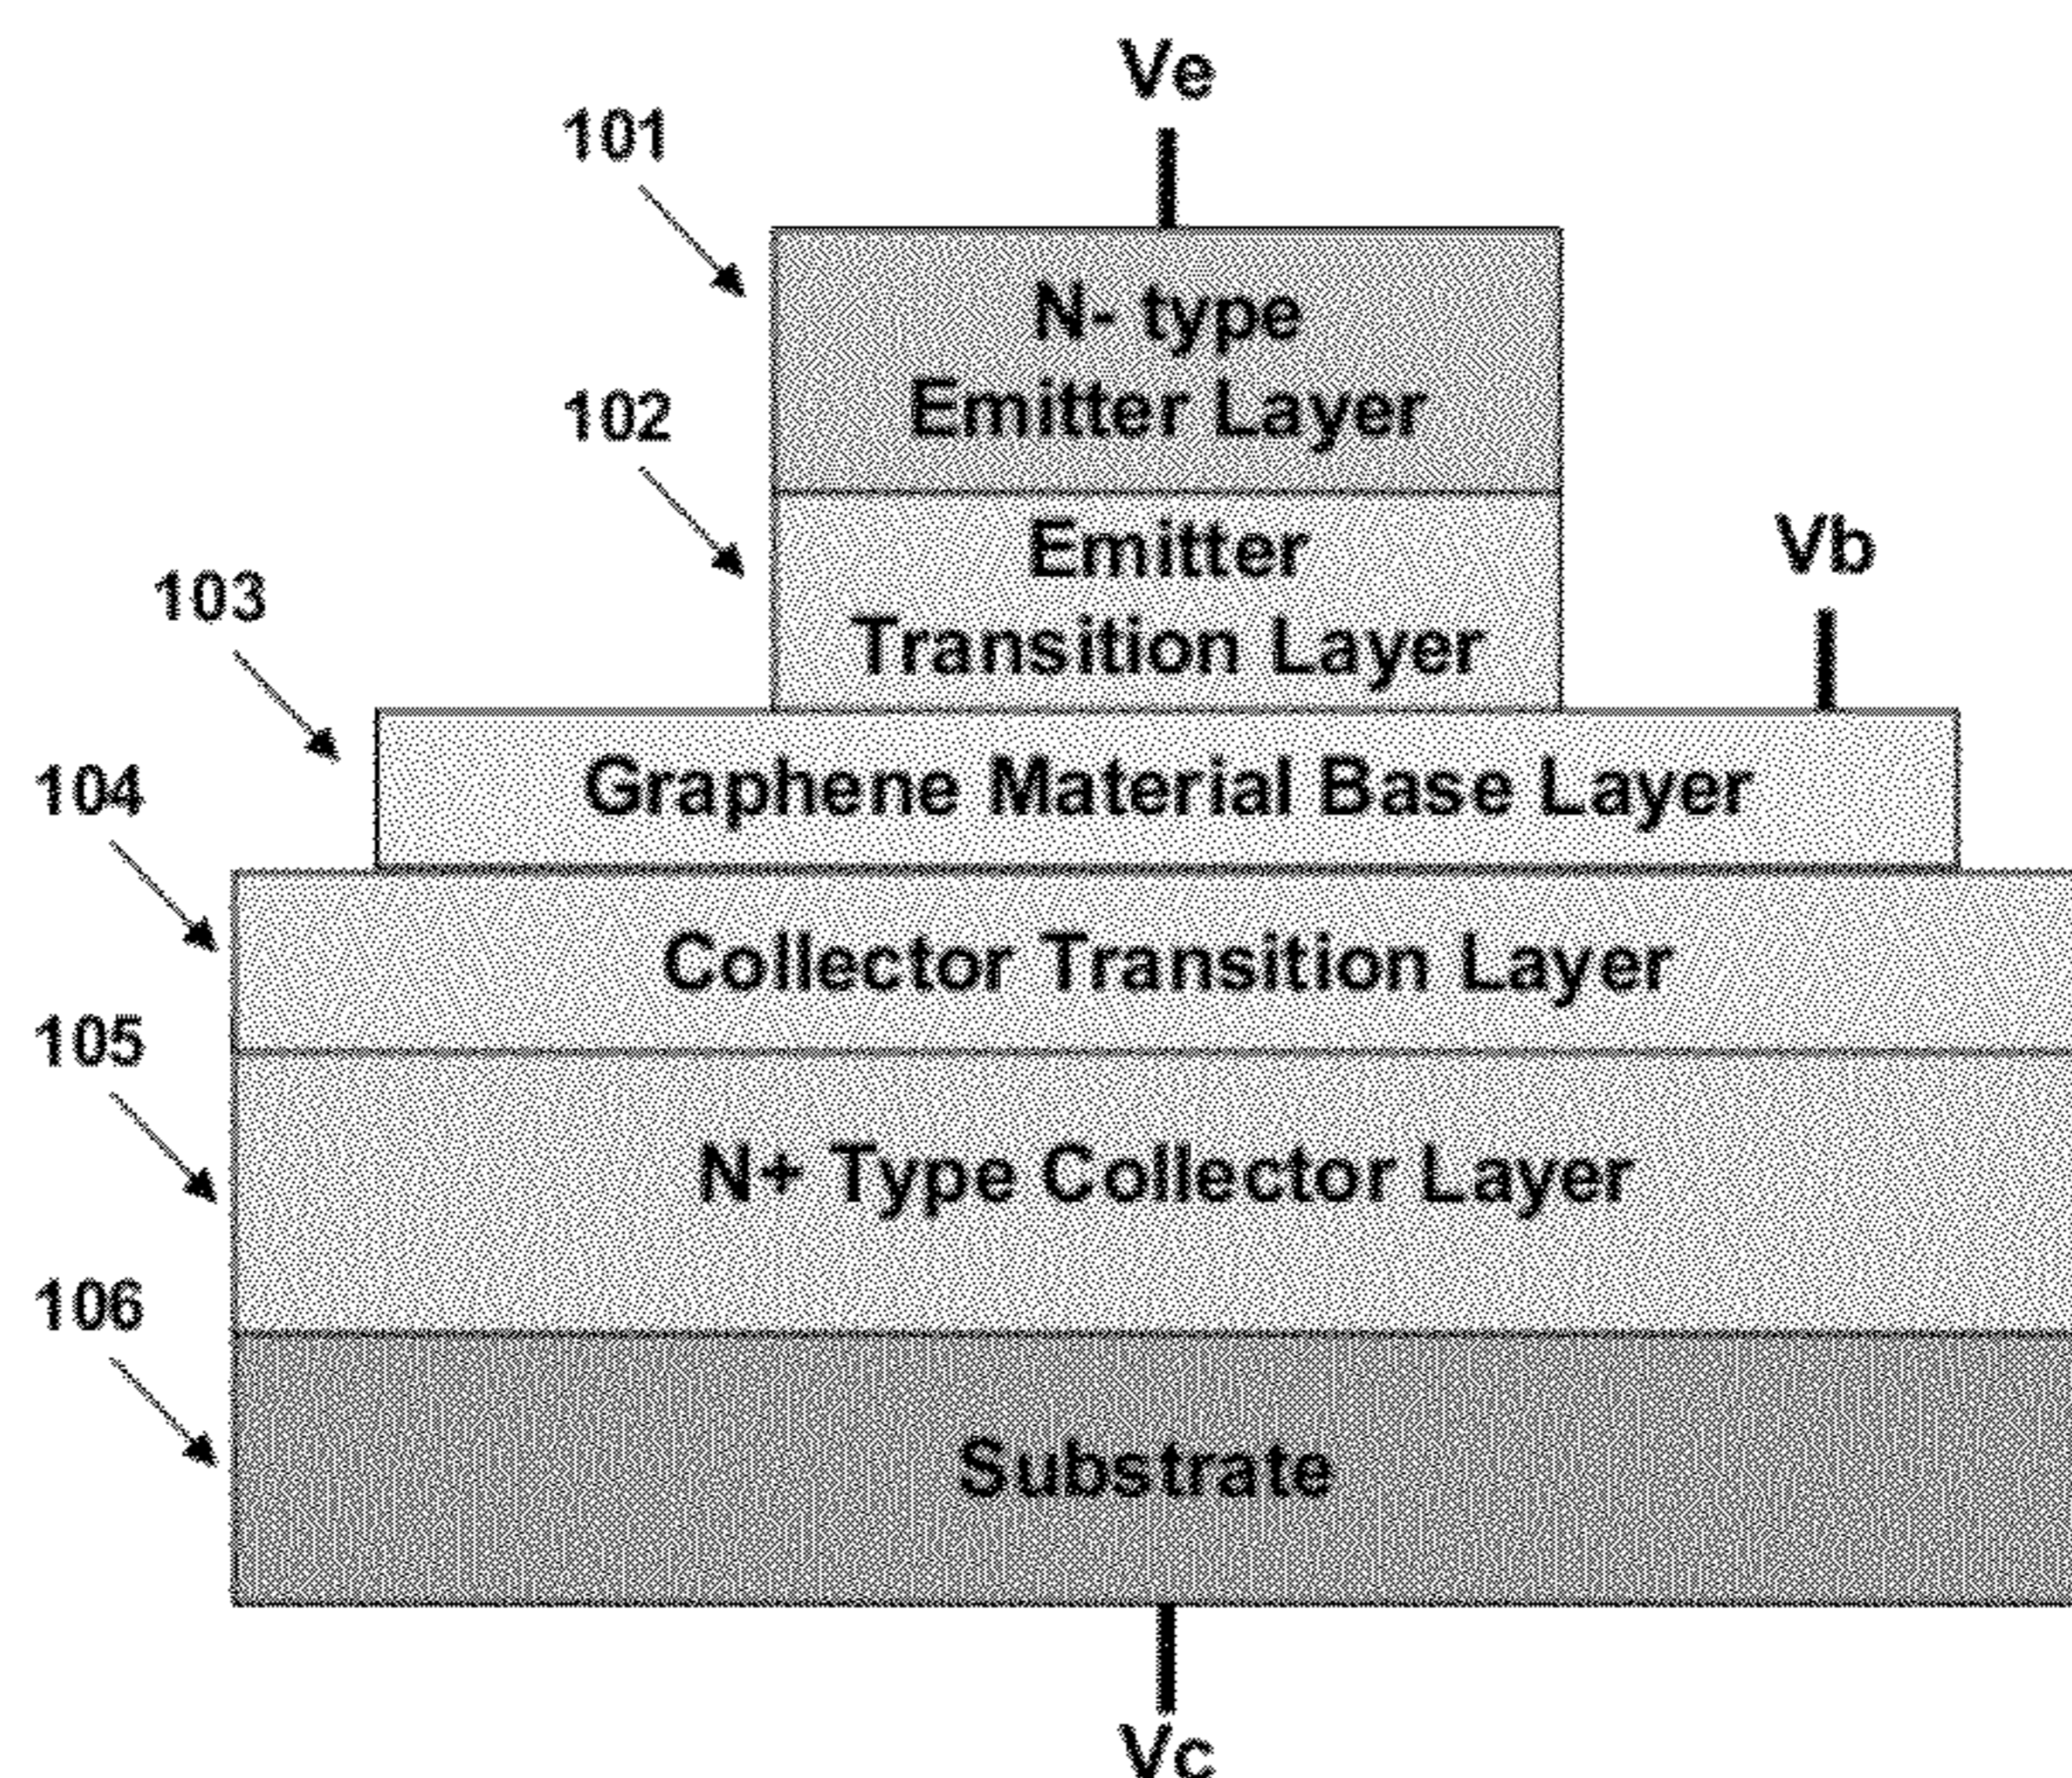 Ve
101
N- type
Emitter Layer
102
Emitter
Transition Layer
Vb
103
Graphene Material Base Layer
104
Collector Transition Layer
105
N+ Type Collector Layer
106
Substrate
Vc